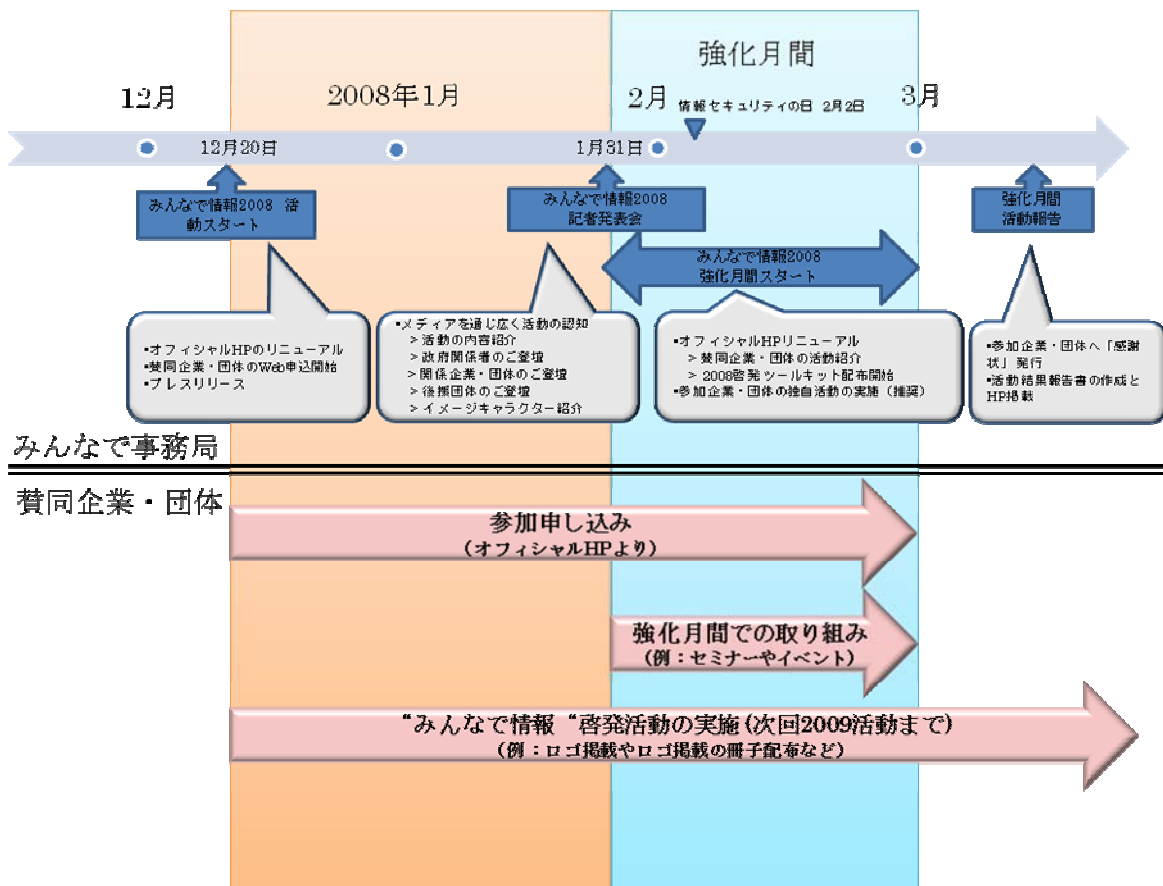 強化月間
12月
2008年1月
2月
情報セキュリティの日 2月2日
3月
12月20日
1月31日
みんなで情報2008 活
動スタート
みんなで情報2008
記者発表会
強化月間
活動報告
みんなで情報2008
強化月間スタート
•オフィシャルHPのリニューアル
•賛同企業・団体のWeb申込開始
•プレスリリース
•メディアを通じ広く活動の認知
> 活動の内容紹介
> 政府関係者のご登壇
> 関係企業・団体のご登壇
> 後援団体のご登壇
> イメージキャラクター紹介
•オフィシャルHPリニューアル
> 賛同企業・団体の活動紹介
> 2008啓発ツールキット配布開始
•参加企業・団体の独自活動の実施（推奨）
•参加企業・団体へ「感謝
状」発行
•活動結果報告書の作成と
HP掲載
みんなで事務局
賛同企業・団体
参加申し込み
（オフィシャルHPより）
強化月間での取り組み
（例：セミナーやイベント）
“みんなで情報“啓発活動の実施(次回2009活動まで)
（例：ロゴ掲載やロゴ掲載の冊子配布など）